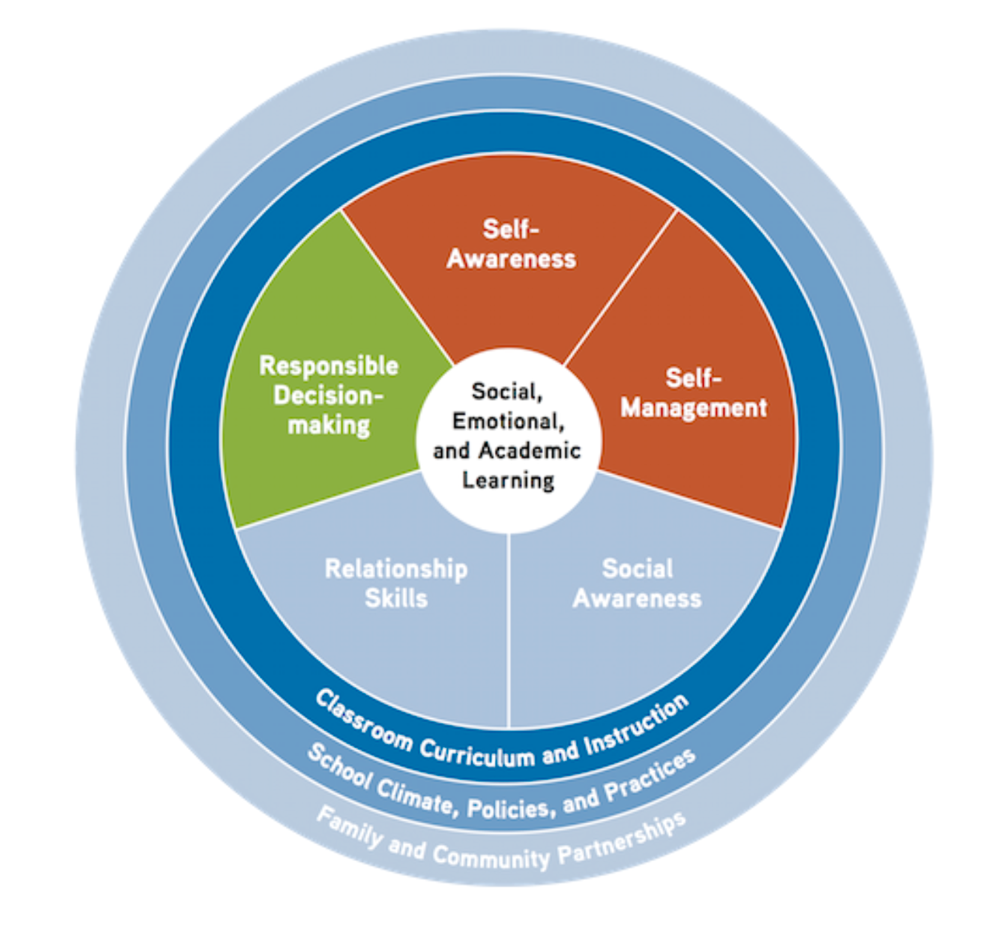 Self-
Awareness
Self-
Management
Responsible
Decision-
making
Social,
Emotional,
and Academic
Learning
Relationship
Skills
Social
Awareness
Classroom Curriculum and Instruction
School Climate, Policies, and Practices
Family and Community Partnerships